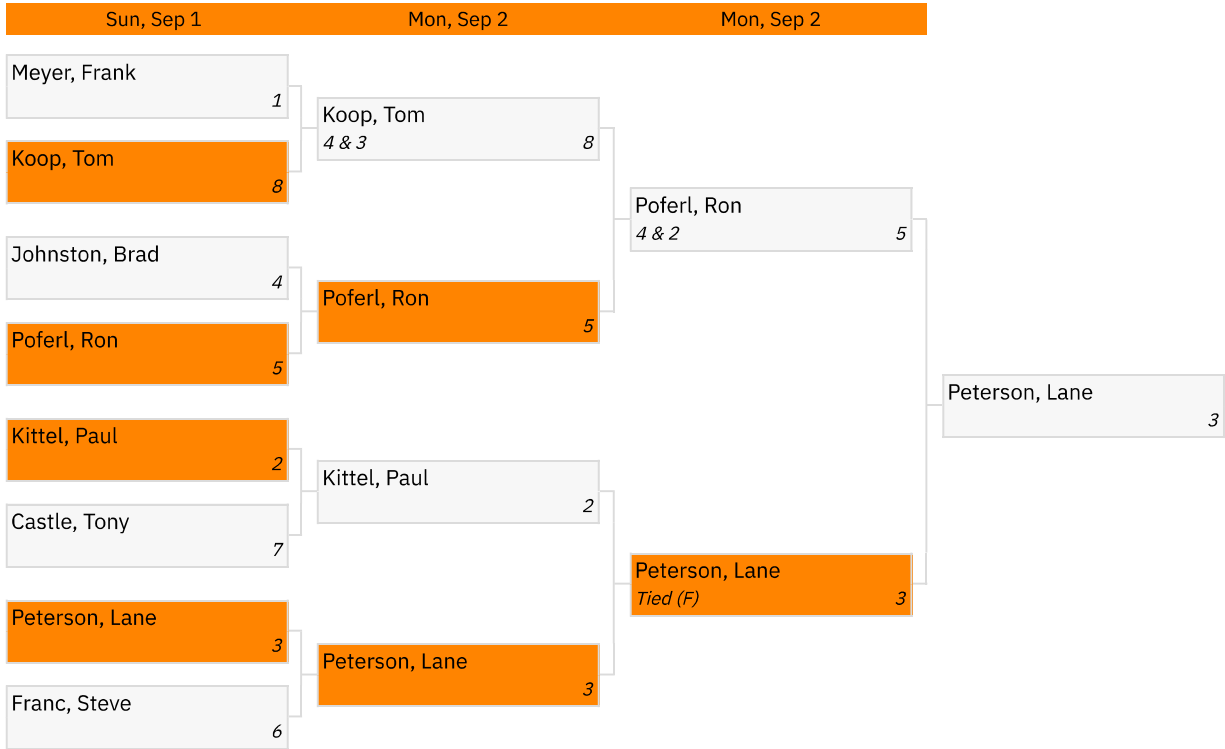 Sun, Sep 1
Mon, Sep 2
Mon, Sep 2
Meyer, Frank
1
Koop, Tom
8
Johnston, Brad
4
Poferl, Ron
5
Kittel, Paul
2
Castle, Tony
7
Peterson, Lane
3
Franc, Steve
6
Koop, Tom
4 & 3 8
Poferl, Ron
5
Kittel, Paul
2
Peterson, Lane
3
Poferl, Ron
4 & 2 5
Peterson, Lane
Tied (F) 3
Peterson, Lane
3